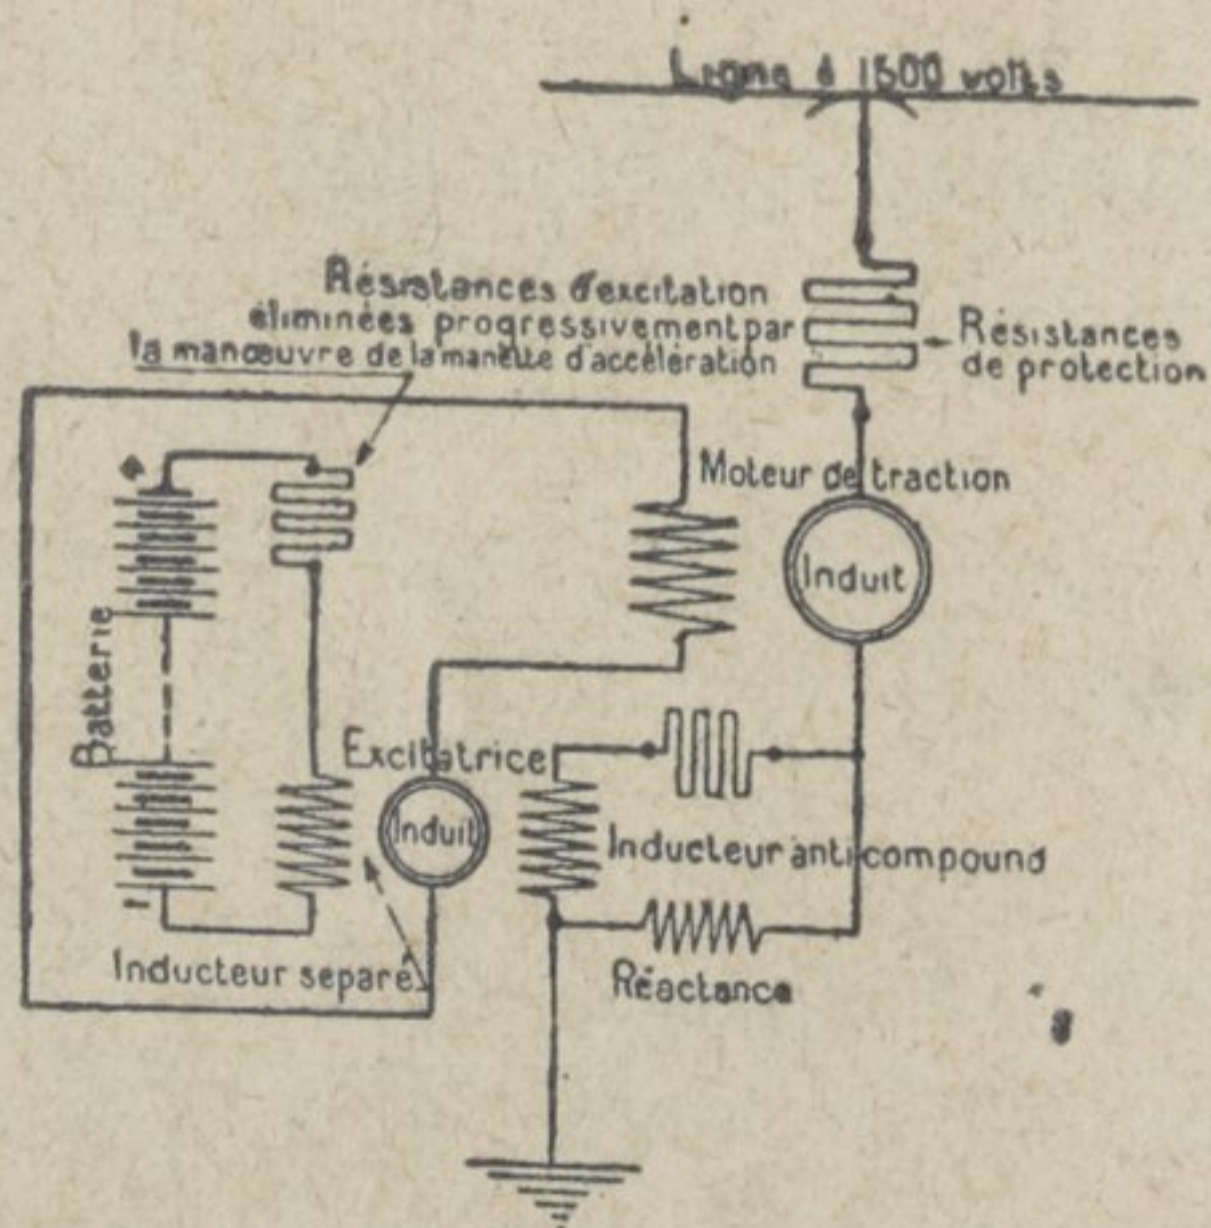 Ligne à 1500 volts
Résistances d'excitation
éliminées progressivement par
la manœuvre de la manette d'accélération
Résistances
de protection
Moteur de traction
Induit
Batterie
Excitatrice
Induit
Inducteur anticompound
Inducteur separé
Réactance